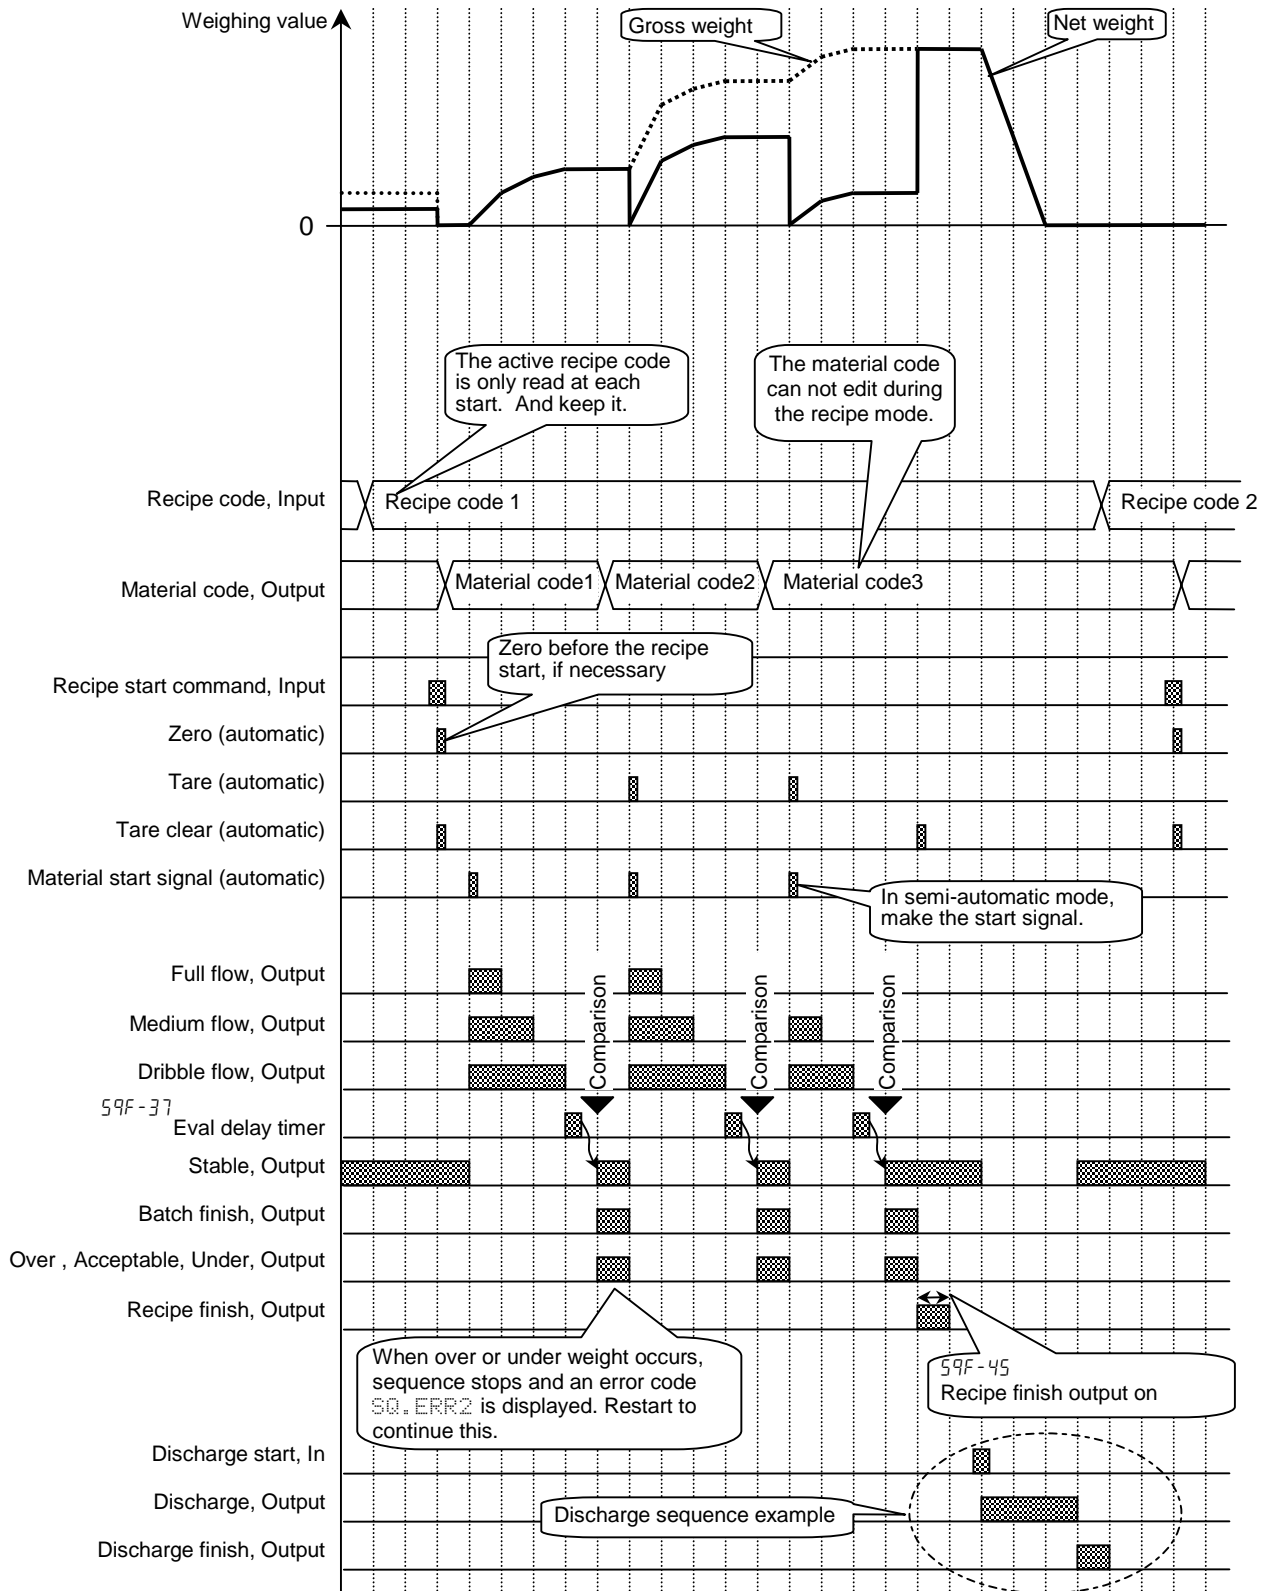 Weighing value
Gross weight
Net weight
0
The active recipe code
is only read at each
start. And keep it.
The material code
can not edit during
the recipe mode.
Recipe code, Input
Recipe code 1
Recipe code 2
Material code, Output
Material code1
Material code2
Material code3
Zero before the recipe
start, if necessary
Recipe start command, Input
Zero (automatic)
Tare (automatic)
Tare clear (automatic)
Material start signal (automatic)
In semi-automatic mode,
make the start signal.
Full flow, Output
Medium flow, Output
Dribble flow, Output
Comparison
Comparison
Comparison
SQF-37
Eval delay timer
Stable, Output
Batch finish, Output
Over , Acceptable, Under, Output
Recipe finish, Output
When over or under weight occurs,
sequence stops and an error code
SQ.ERR2 is displayed. Restart to
continue this.
SQF-45
Recipe finish output on
Discharge start, In
Discharge, Output
Discharge sequence example
Discharge finish, Output